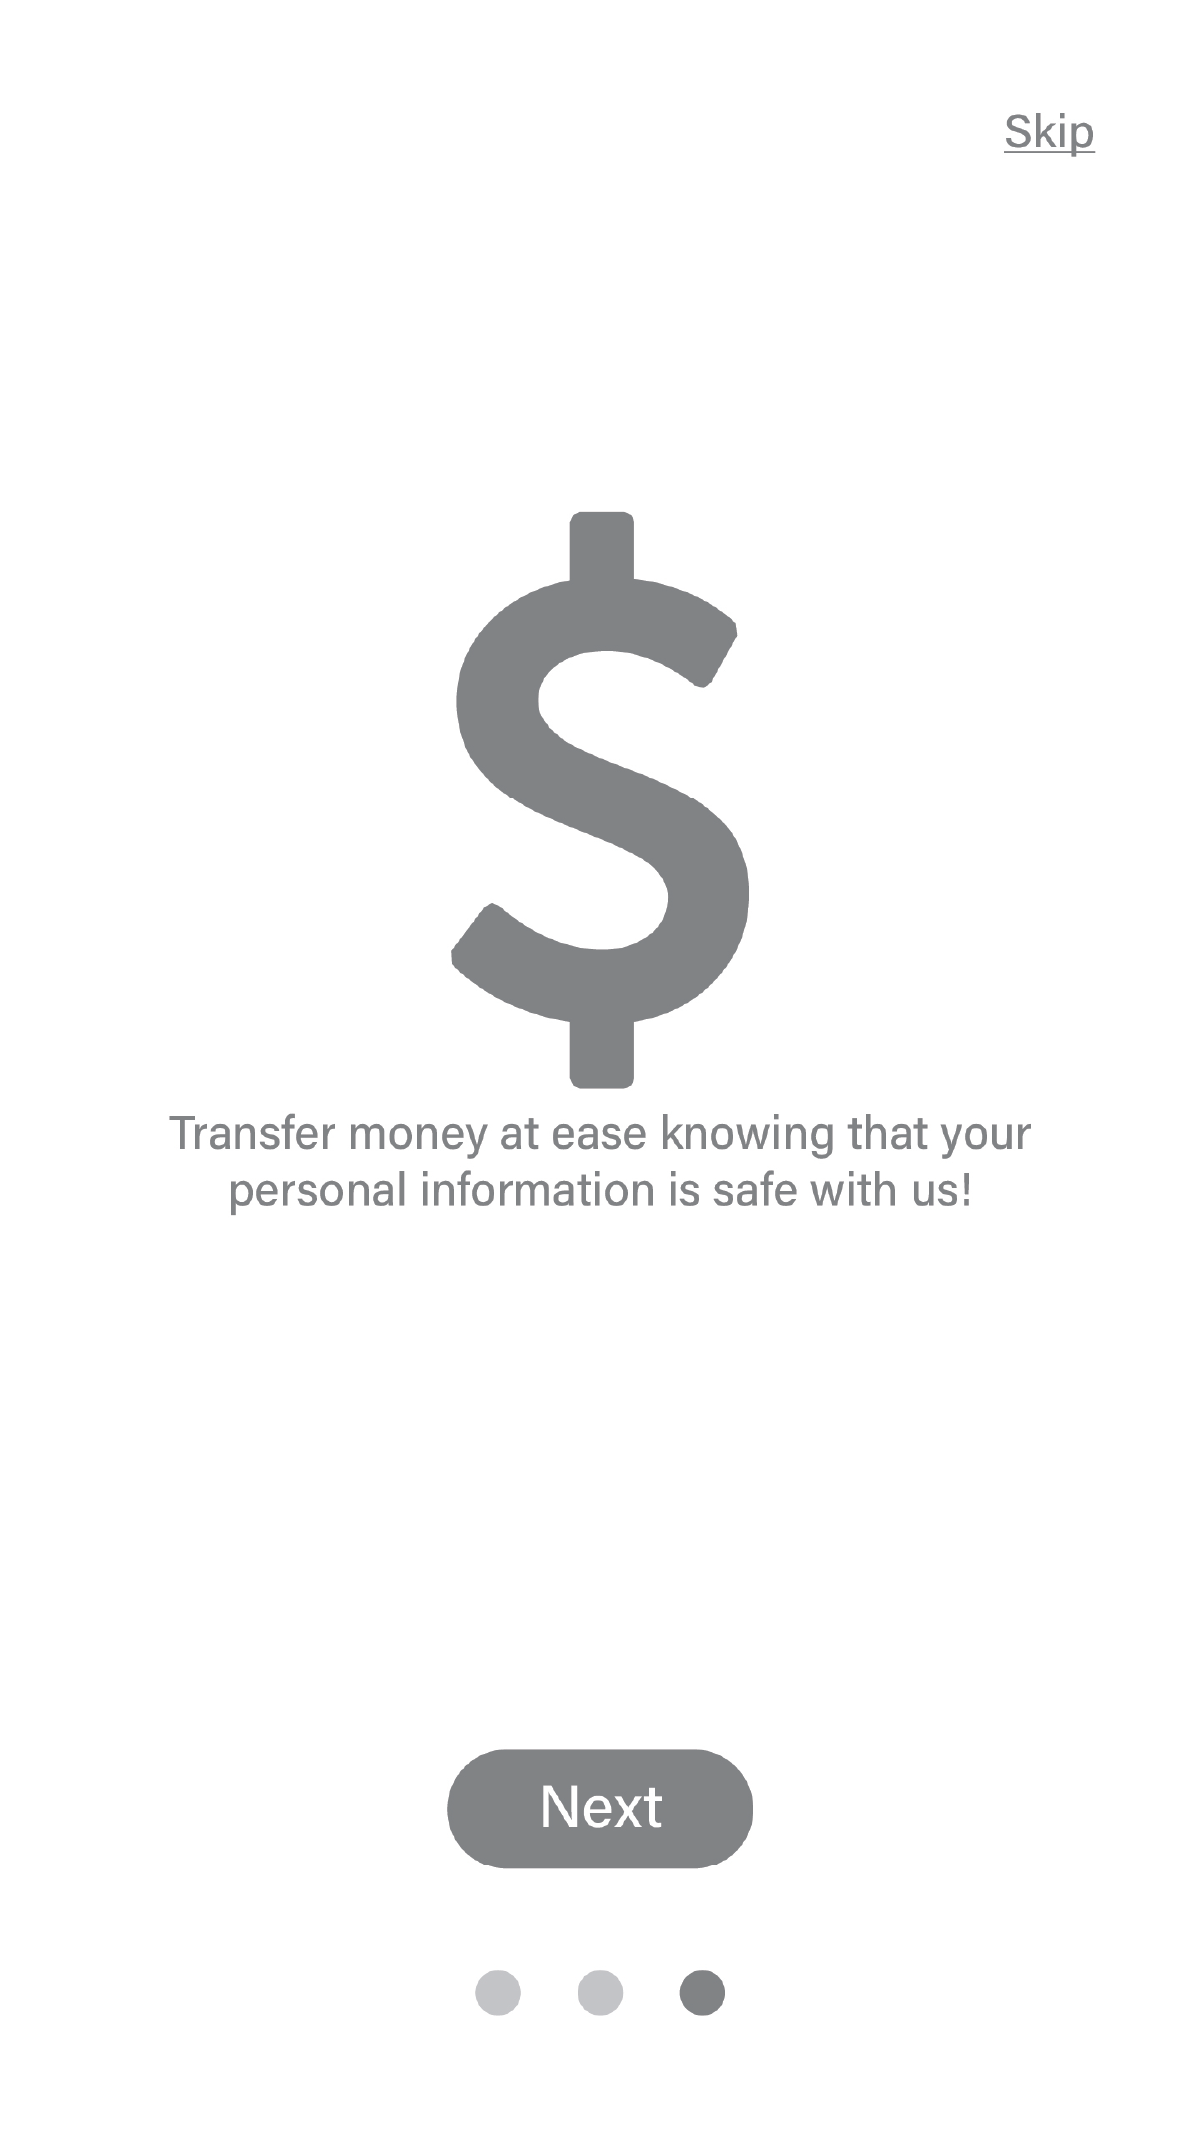 Skip
$
Transfer money at ease knowing that your
personal information is safe with us!
Next